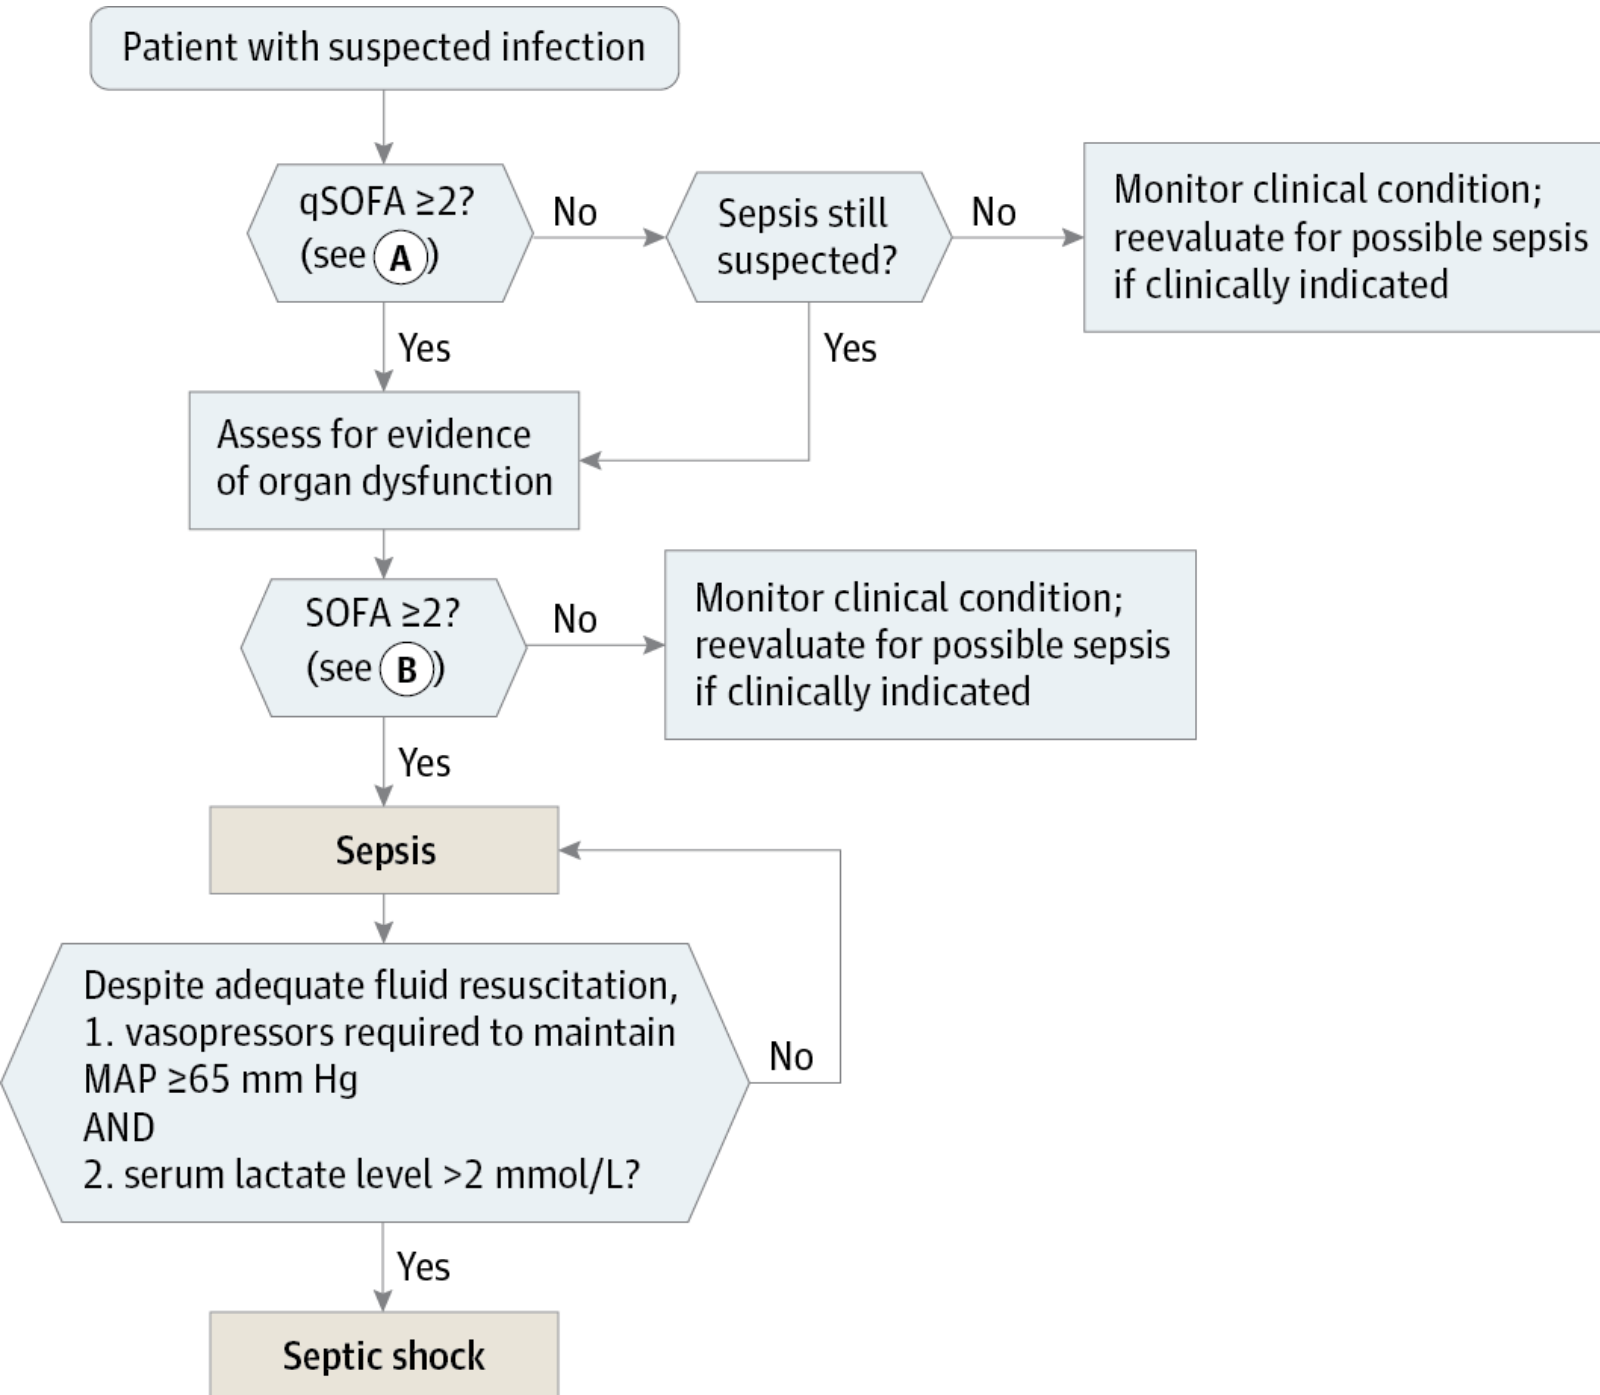 Patient with suspected infection
qSOFA ≥2?
(see A)
No
Sepsis still
suspected?
No
Monitor clinical condition;
reevaluate for possible sepsis
if clinically indicated
Yes
Yes
Assess for evidence
of organ dysfunction
SOFA ≥2?
(see B)
No
Monitor clinical condition;
reevaluate for possible sepsis
if clinically indicated
Yes
Sepsis
Despite adequate fluid resuscitation,
1. vasopressors required to maintain
MAP ≥65 mm Hg
AND
2. serum lactate level >2 mmol/L?
No
Yes
Septic shock